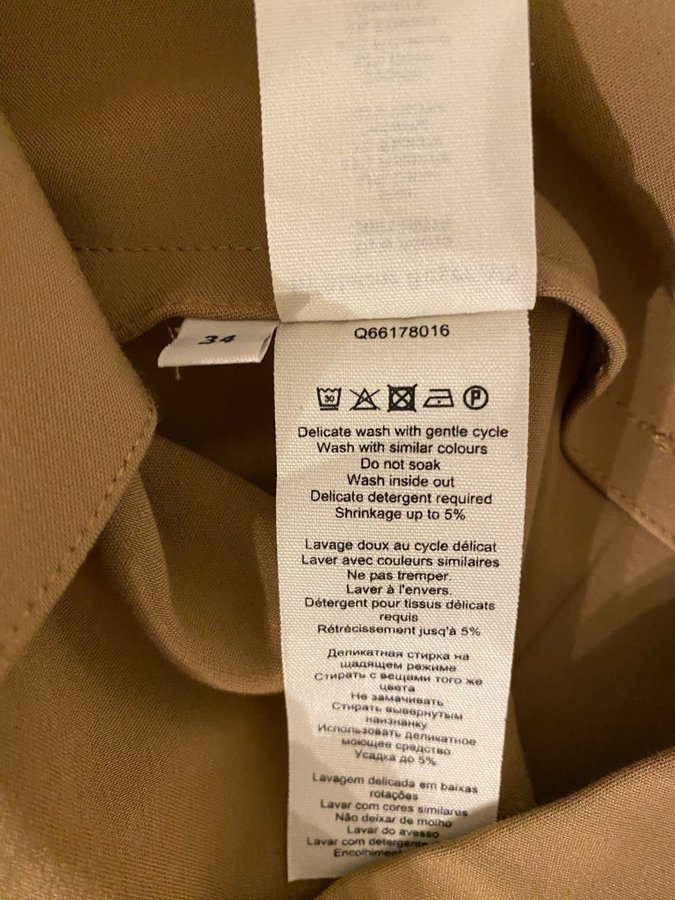 34
Q66178016
30
P
Delicate wash with gentle cycle
Wash with similar colours
Do not soak
Wash inside out
Delicate detergent required
Shrinkage up to 5%
Lavage doux au cycle délicat
Laver avec couleurs similaires
Ne pas tremper.
Laver à l'envers.
Détergent pour tissus délicats
requis
Rétrécissement jusqu'à 5%
Деликатная стирка на
щадящем режиме
Стирать с вещами того же
цвета
Не замачивать
Стирать вывернутым
наизнанку
Использовать деликатное
моющее средство
Усадка до 5%
Lavagem delicada em baixas
rotações
Lavar com cores similares
Não deixar de molho
Lavar do avesso
Lavar com detergente